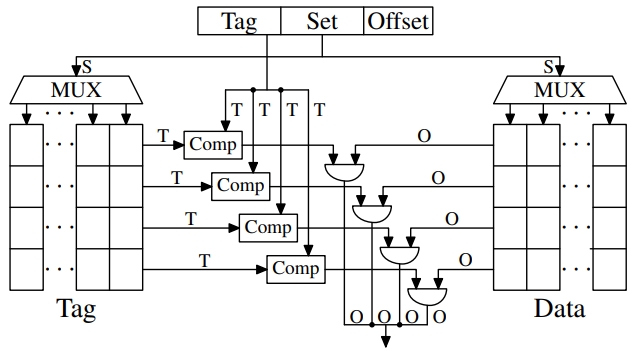 Tag Set Offset
S S
MUX MUX
T T T T
T Comp O
T Comp O
T Comp O
T Comp O
O O O O
Tag Data